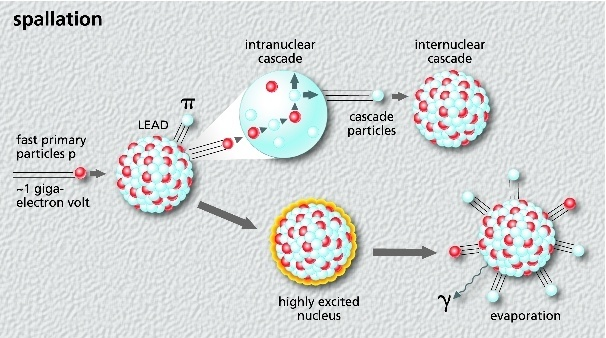 spallation
intranuclear
cascade
internuclear
cascade
π
LEAD
fast primary
particles p
~1 giga-
electron volt
cascade
particles
highly excited
nucleus
γ
evaporation